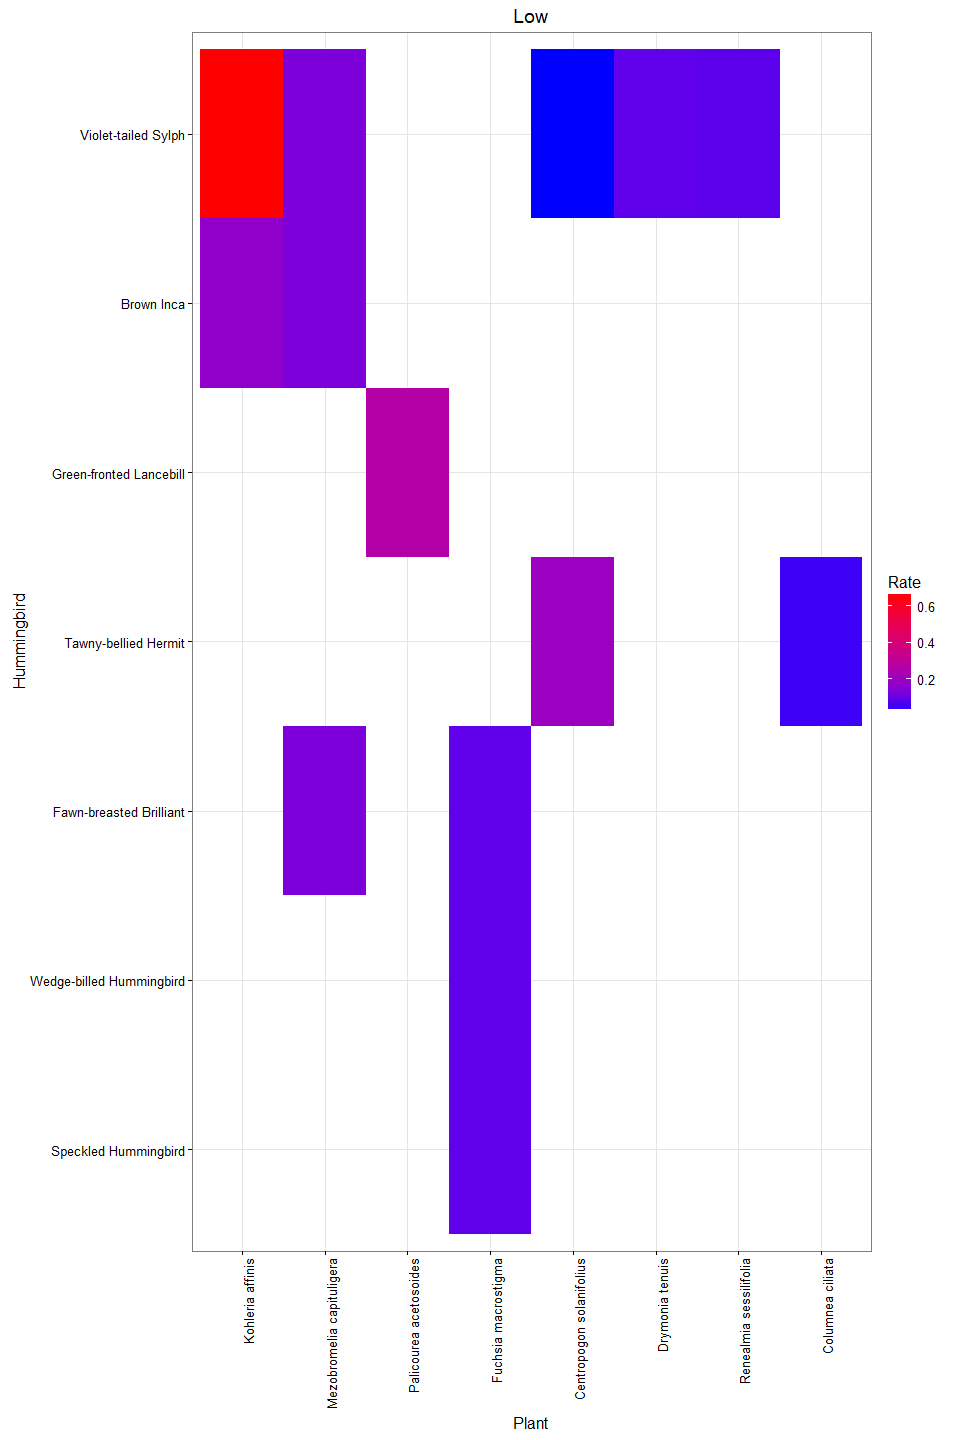 Low
Violet-tailed Sylph
Brown Inca
Green-fronted Lancebill
Tawny-bellied Hermit
Fawn-breasted Brilliant
Wedge-billed Hummingbird
Speckled Hummingbird
Hummingbird
Rate
0.6
0.4
0.2
Kohleria affinis
Mezobromelia capituligera
Palicourea acetosoides
Fuchsia macrostigma
Centropogon solanifolius
Drymonia tenuis
Renealmia sessilifolia
Columnea ciliata
Plant